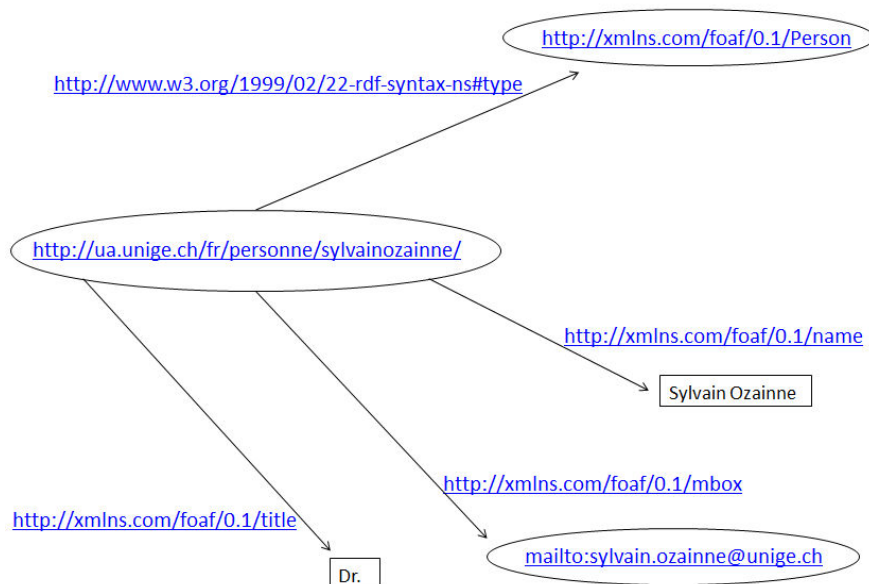 http://xmlns.com/foaf/0.1/Person
http://www.w3.org/1999/02/22-rdf-syntax-ns#type
http://ua.unige.ch/fr/personne/sylvainozainne/
http://xmlns.com/foaf/0.1/name
Sylvain Ozainne
http://xmlns.com/foaf/0.1/mbox
http://xmlns.com/foaf/0.1/title
mailto:sylvain.ozainne@unige.ch
Dr.